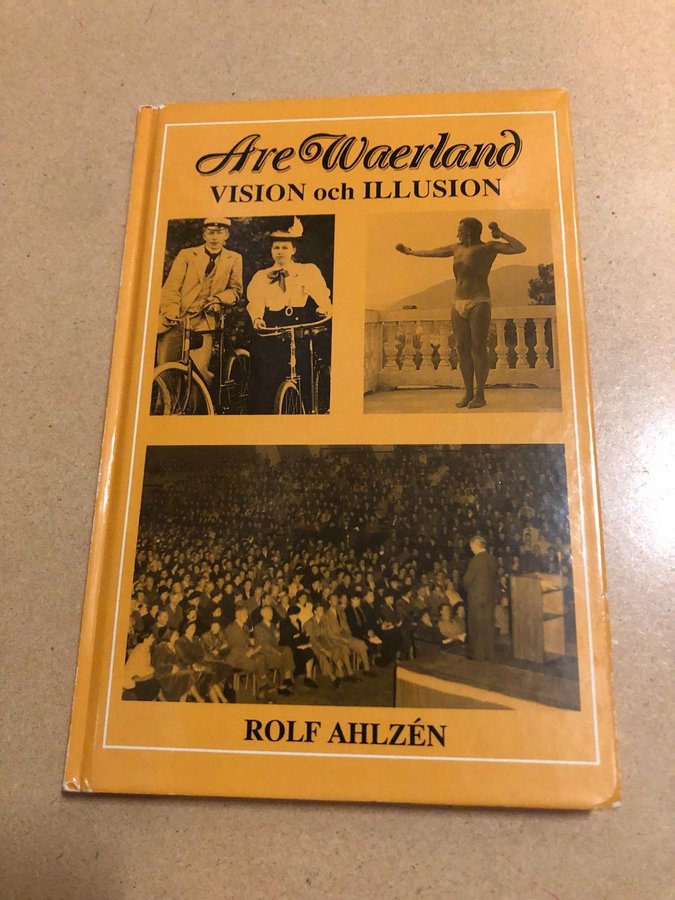 Are Waerland
VISION och ILLUSION
ROLF AHLZÉN